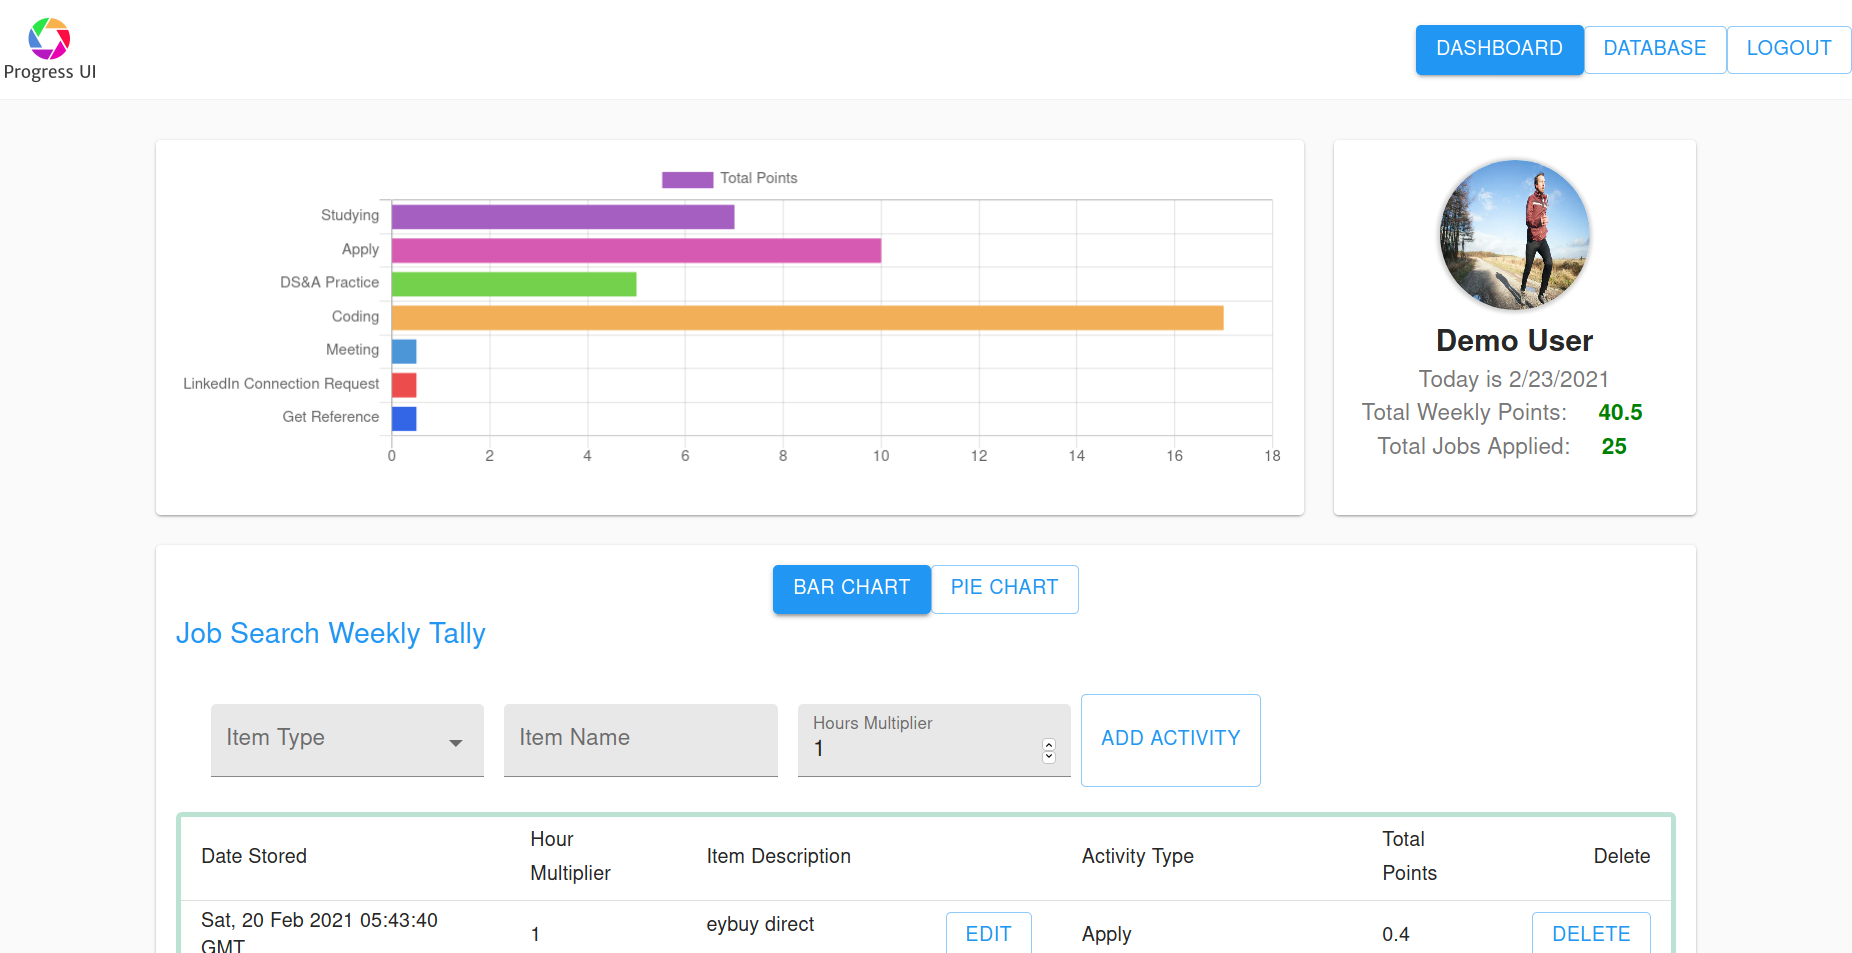 Progress UI
DASHBOARD DATABASE LOGOUT
Total Points
Studying
Apply
DS&A Practice
Coding
Meeting
LinkedIn Connection Request
Get Reference
0 2 4 6 8 10 12 14 16 18
Demo User
Today is 2/23/2021
Total Weekly Points: 40.5
Total Jobs Applied: 25
BAR CHART PIE CHART
Job Search Weekly Tally
Item Type
Item Name
Hours Multiplier
1
ADD ACTIVITY
Date Stored
Hour
Multiplier
Item Description
Activity Type
Total
Points
Delete
Sat, 20 Feb 2021 05:43:40
GMT
1
eybuy direct
EDIT
Apply
0.4
DELETE